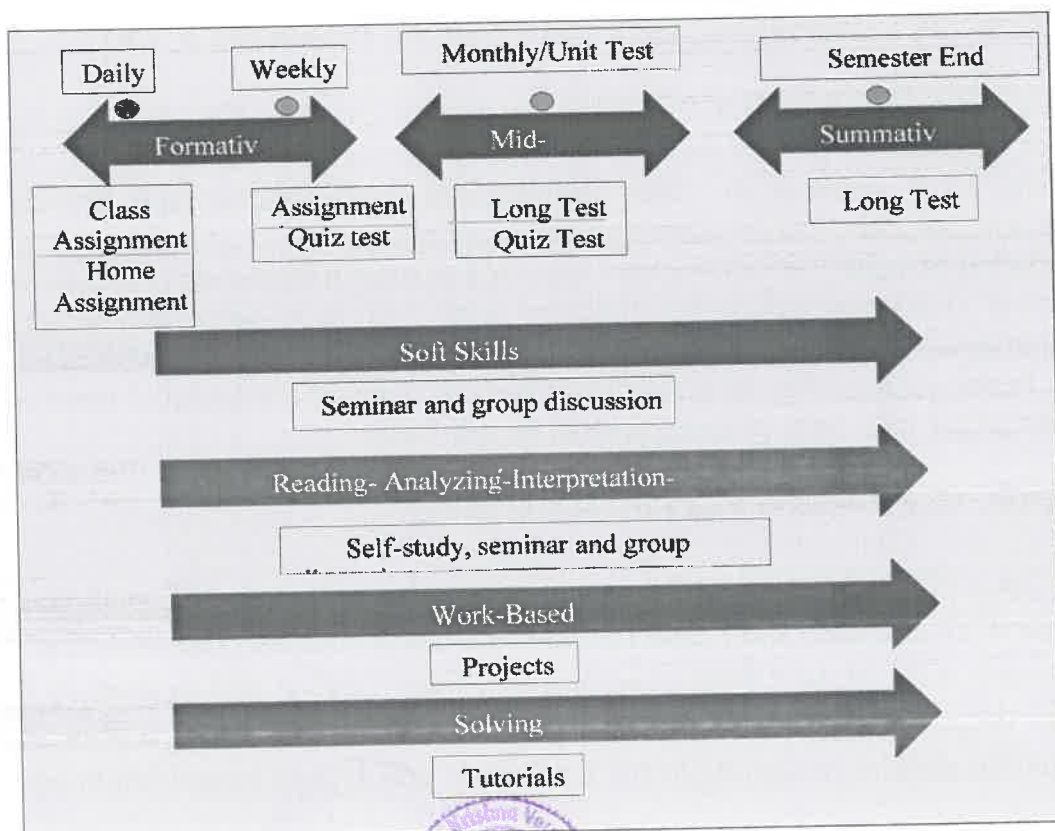 Daily
Weekly
Monthly/Unit Test
Semester End
Formativ
Mid-
Summativ
Class
Assignment
Home
Assignment
Assignment
Quiz test
Long Test
Quiz Test
Long Test
Soft Skills
Seminar and group discussion
Reading- Analyzing-Interpretation-
Self-study, seminar and group
Work-Based
Projects
Solving
Tutorials
Krishna